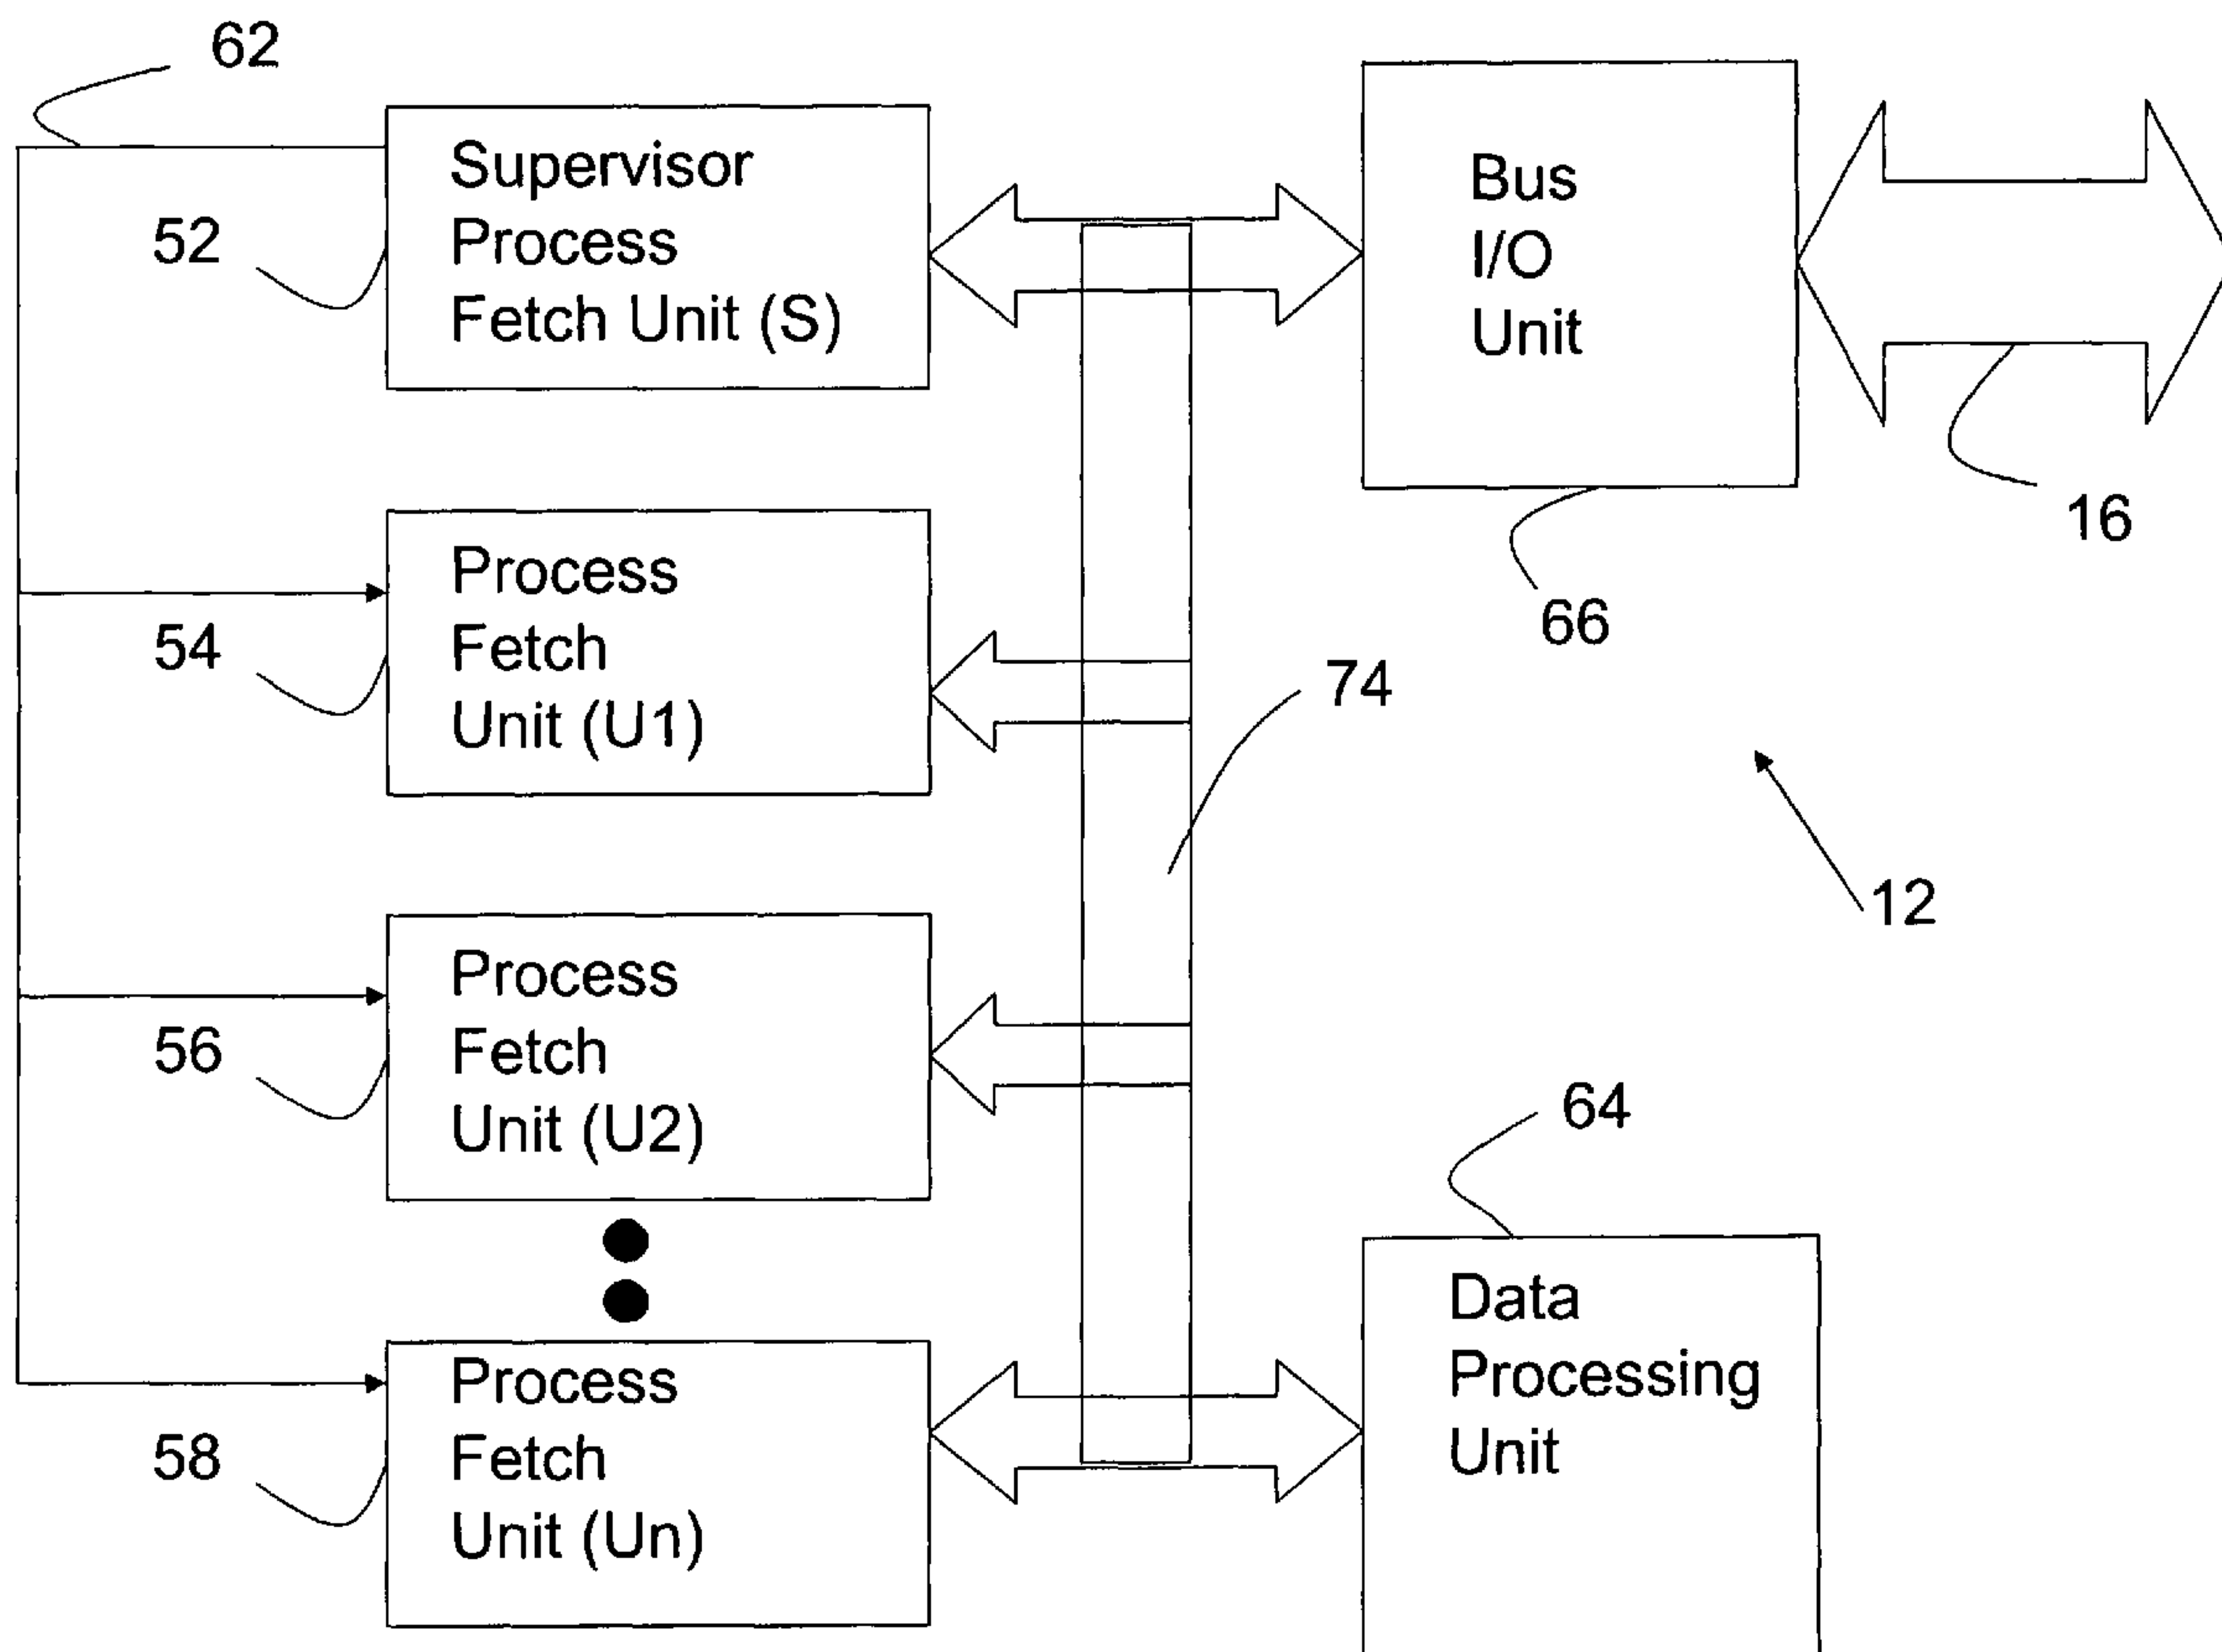 62
Supervisor
Process
Fetch Unit (S)
52
Bus
I/O
Unit
16
66
Process
Fetch
Unit (U1)
54
74
12
Process
Fetch
Unit (U2)
56
64
Process
Fetch
Unit (Un)
58
Data
Processing
Unit